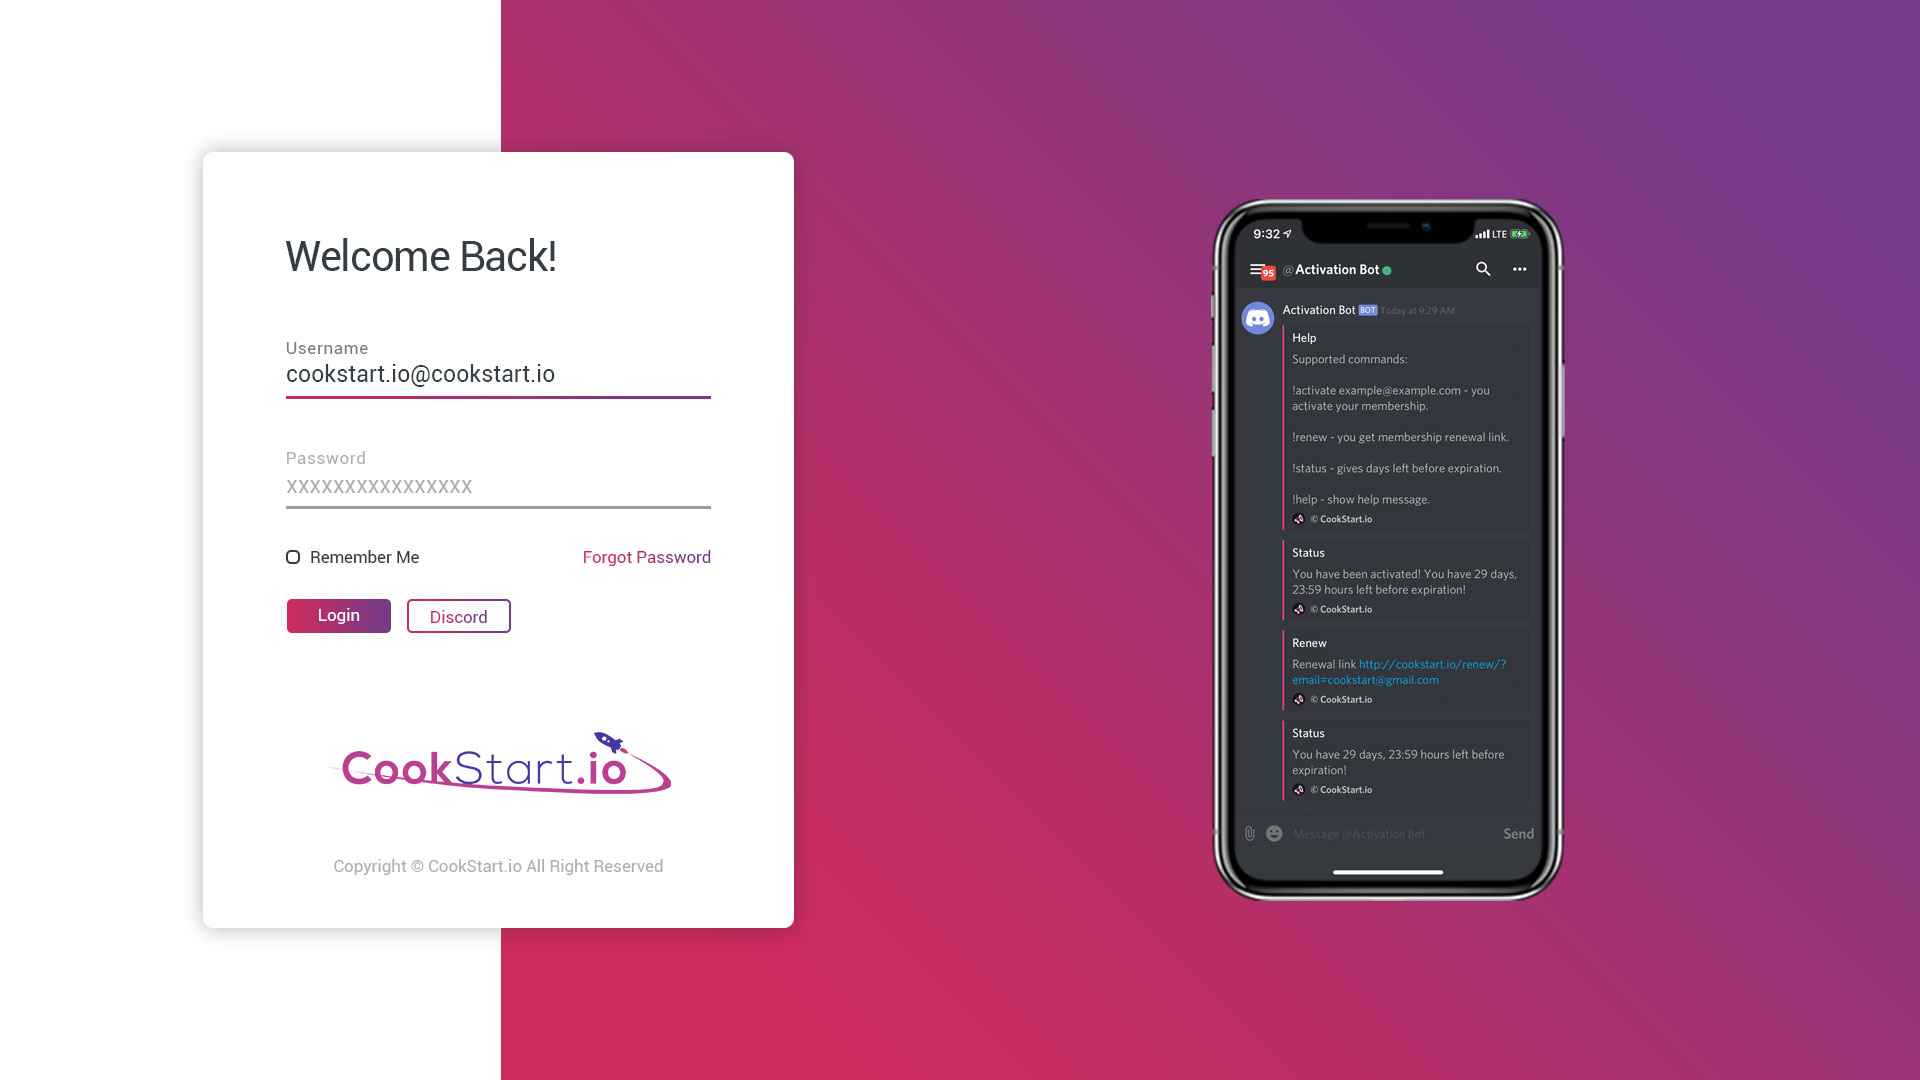 Welcome Back!
Username
cookstart.io@cookstart.io
Password
XXXXXXXXXXXXXXXX
Remember Me
Forgot Password
Login
Discord
CookStart.io
Copyright © CookStart.io All Right Reserved
9:32
LTE
95
@Activation Bot
Activation Bot BOT Today at 9:29 AM
Help
Supported commands:
!activate example@example.com - you
activate your membership.
!renew - you get membership renewal link.
!status - gives days left before expiration.
!help - show help message.
© CookStart.io
Status
You have been activated! You have 29 days,
23:59 hours left before expiration!
© CookStart.io
Renew
Renewal link http://cookstart.io/renew/?
email=cookstart@gmail.com
© CookStart.io
Status
You have 29 days, 23:59 hours left before
expiration!
© CookStart.io
Message @Activation Bot
Send